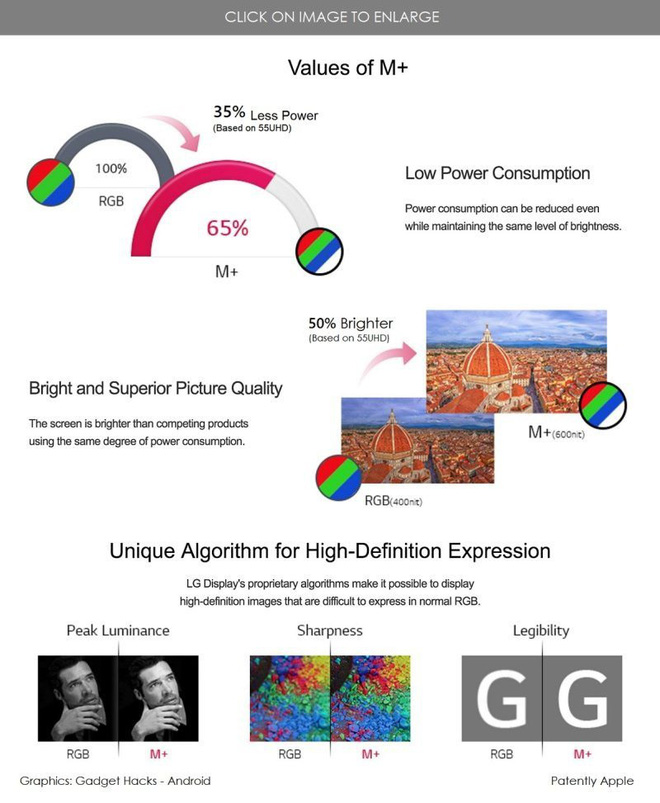 CLICK ON IMAGE TO ENLARGE
Values of M+
35% Less Power
(Based on 55UHD)
100%
RGB
65%
M+
Low Power Consumption
Power consumption can be reduced even
while maintaining the same level of brightness.
50% Brighter
(Based on 55UHD)
Bright and Superior Picture Quality
The screen is brighter than competing products
using the same degree of power consumption.
M+(600nit)
RGB(400nit)
Unique Algorithm for High-Definition Expression
LG Display's proprietary algorithms make it possible to display
high-definition images that are difficult to express in normal RGB.
Peak Luminance
Sharpness
Legibility
G G
RGB M+
RGB M+
RGB M+
Graphics: Gadget Hacks - Android
Patently Apple